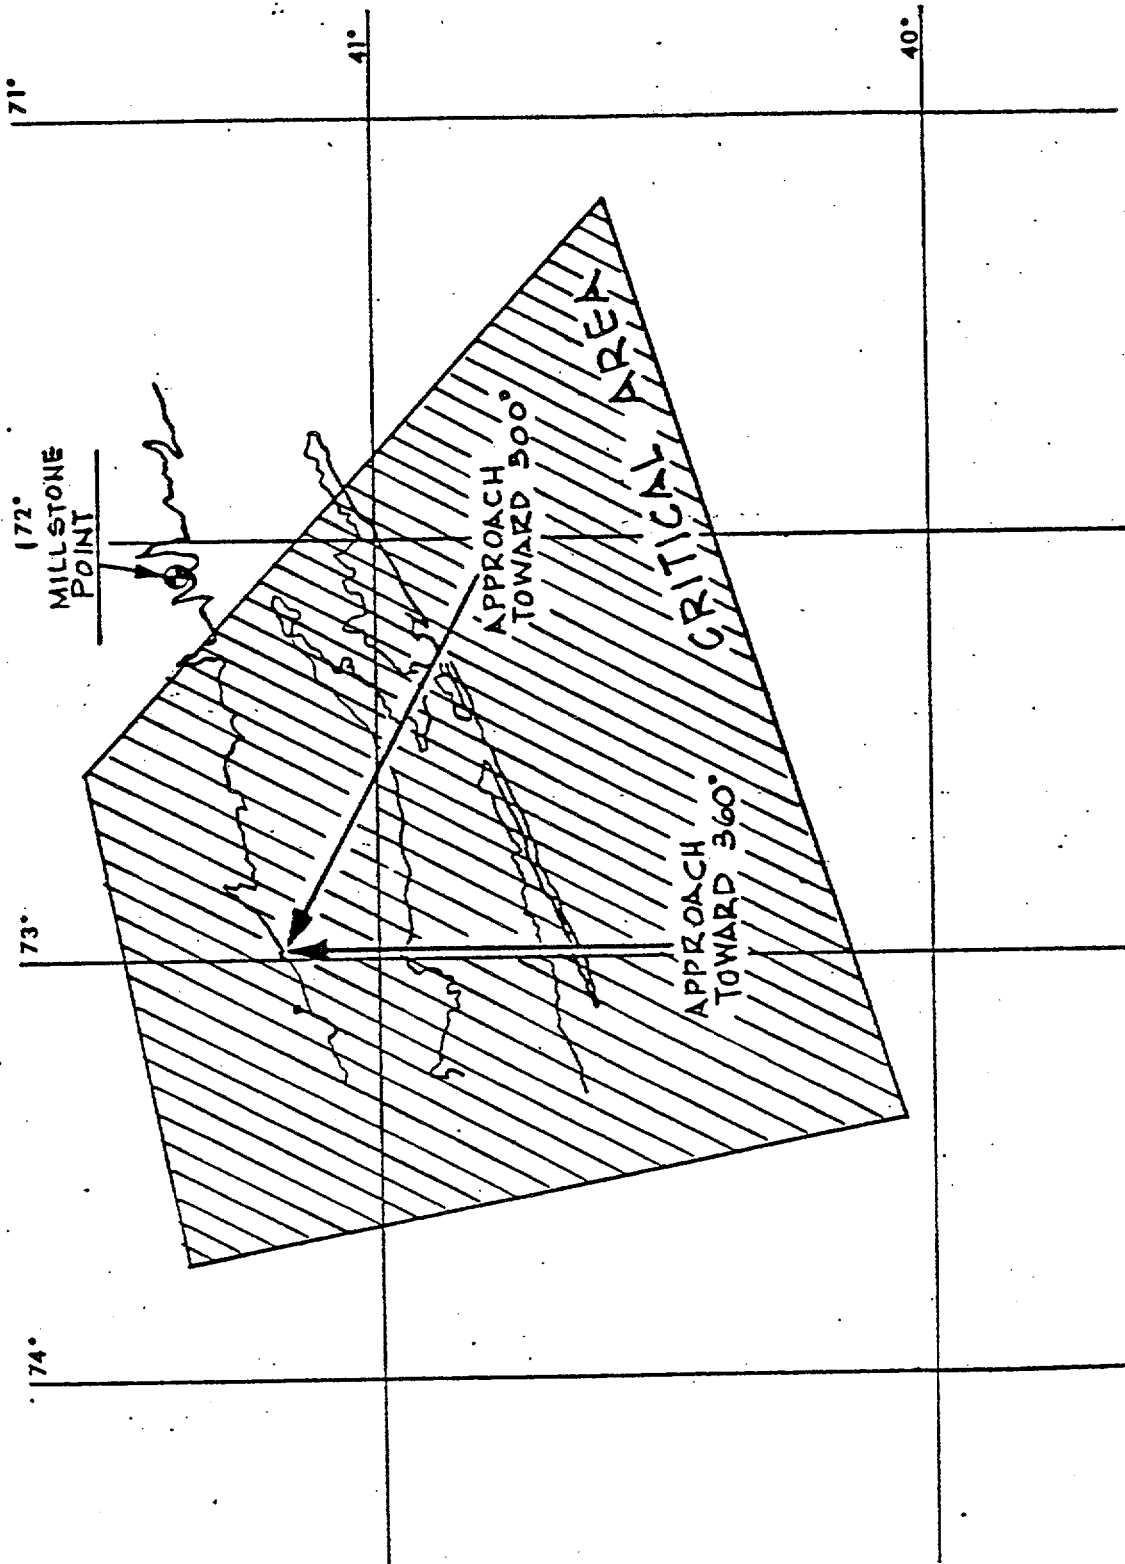 74°
73°
(72°
71°
MILLSTONE
POINT
41°
40°
APPROACH
TOWARD 300°
APPROACH
TOWARD 360°
CRITICAL AREA